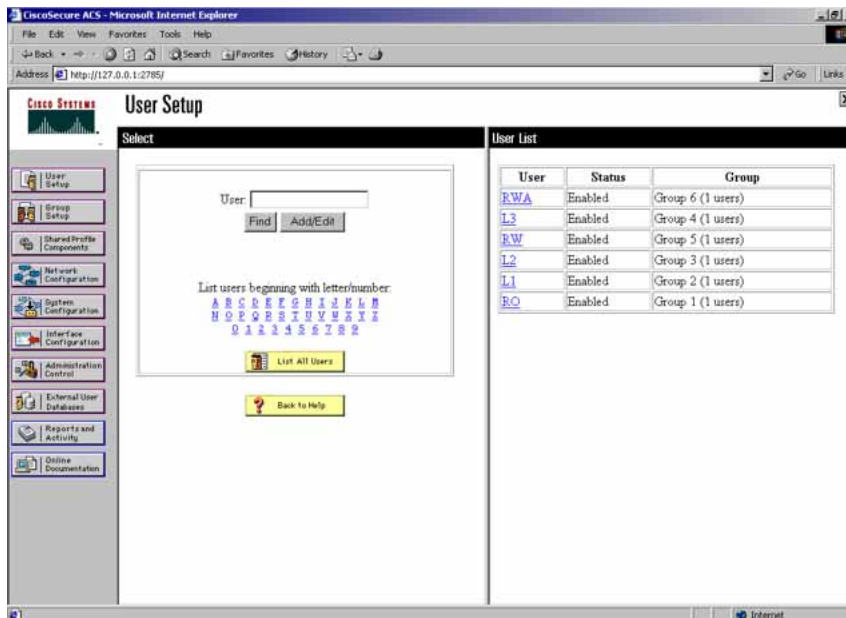 CiscoSecure ACS - Microsoft Internet Explorer
File Edit View Favorites Tools Help
Back Search Favorites History
Address http://127.0.0.1:2785/ Go Links
CISCO SYSTEMS
User Setup
Select
User List
User Setup
Group Setup
Shared Profile Components
Network Configuration
System Configuration
Interface Configuration
Administration Control
External User Databases
Reports and Activity
Online Documentation
User:
Find Add/Edit
List users beginning with letter/number:
A B C D E F G H I J K L M
N O P Q R S T U V W X Y Z
0 1 2 3 4 5 6 7 8 9
List All Users
Back to Help
User Status Group
RWA Enabled Group 6 (1 users)
L3 Enabled Group 4 (1 users)
RW Enabled Group 5 (1 users)
L2 Enabled Group 3 (1 users)
L1 Enabled Group 2 (1 users)
RO Enabled Group 1 (1 users)
Internet